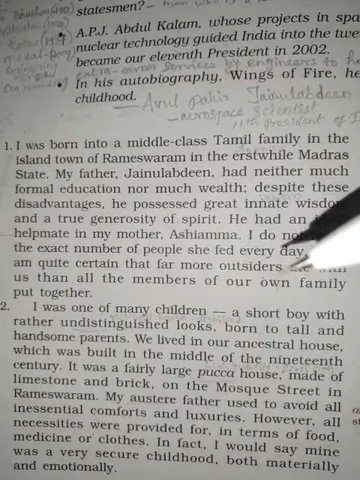 statesmen?
• A.P.J. Abdul Kalam, whose projects in spa
nuclear technology guided India into the twe
became our eleventh President in 2002.
• In his autobiography, Wings of Fire, he
childhood.
Avul Pakir Jainulabdeen
aerospace Scientist
11th President of I
1. I was born into a middle-class Tamil family in the
island town of Rameswaram in the erstwhile Madras
State. My father, Jainulabdeen, had neither much
formal education nor much wealth; despite these
disadvantages, he possessed great innate wisdom
and a true generosity of spirit. He had an
helpmate in my mother, Ashiamma. I do not
the exact number of people she fed every day,
am quite certain that far more outsiders with
us than all the members of our own family
put together.
2. I was one of many children — a short boy with
rather undistinguished looks, born to tall and
handsome parents. We lived in our ancestral house,
which was built in the middle of the nineteenth
century. It was a fairly large pucca house, made of
limestone and brick, on the Mosque Street in
Rameswaram. My austere father used to avoid all
inessential comforts and luxuries. However, all
necessities were provided for, in terms of food,
medicine or clothes. In fact, I would say mine
was a very secure childhood, both materially
and emotionally.